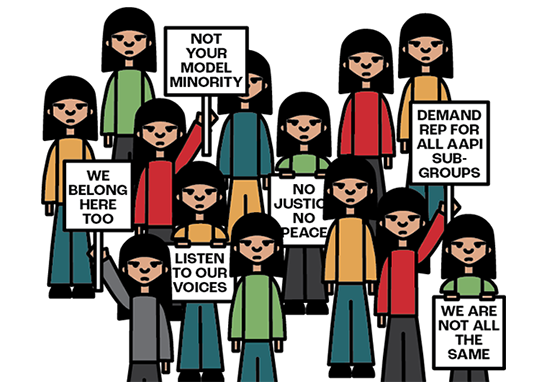 NOT
YOUR
MODEL
MINORITY
DEMAND
REP FOR
ALL AAPI
SUB-
GROUPS
WE
BELONG
HERE
TOO
NO
JUSTIC
NO
PEACE
LISTEN
TO OUR
VOICES
WE ARE
NOT ALL
THE
SAME